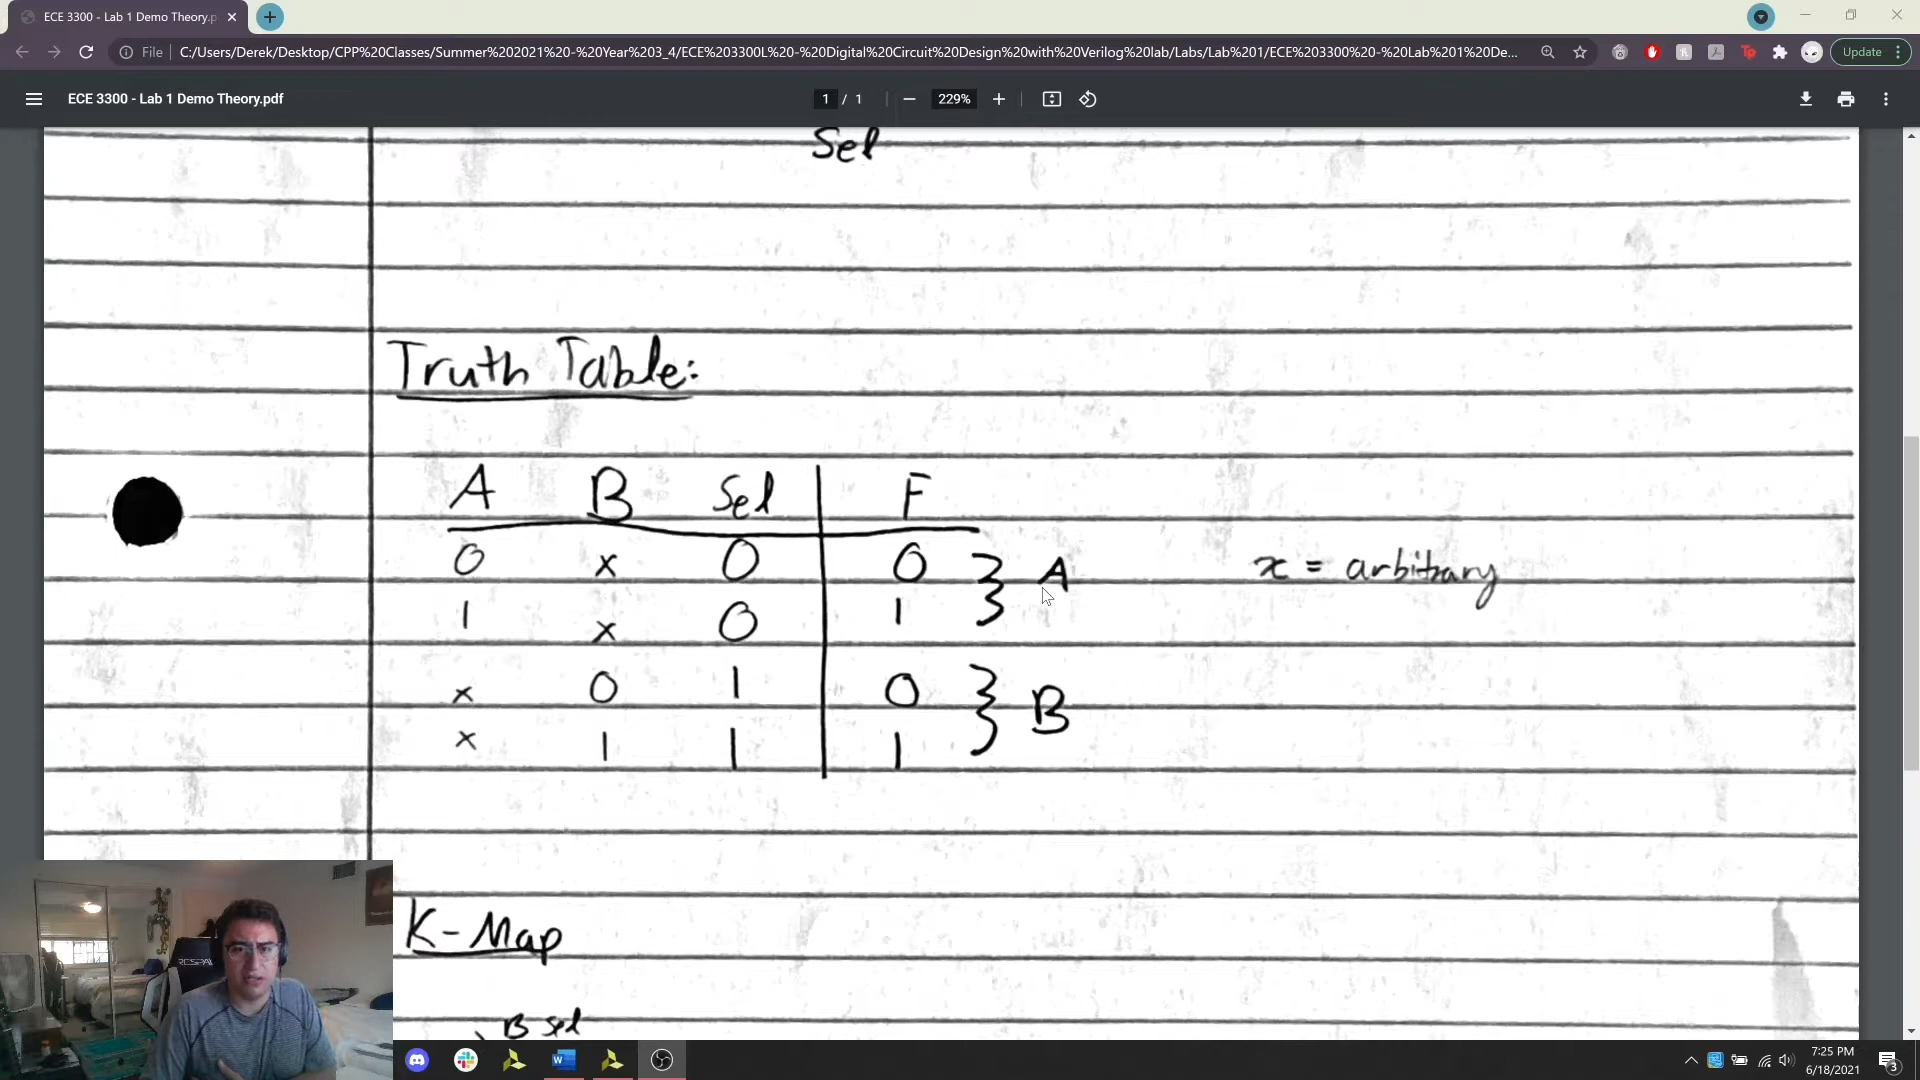 ECE 3300 - Lab 1 Demo Theory.p
File
C:/Users/Derek/Desktop/CPP%20Classes/Summer%202021%20-%20Year%203_4/ECE%203300L%20-%20Digital%20Circuit%20Design%20with%20Verilog%20lab/Labs/Lab%201/ECE%203300%20-%20Lab%201%20De...
Update
ECE 3300 - Lab 1 Demo Theory.pdf
1 / 1
229%
Sel
Truth Table:
A B Sel F
0 x 0 0 } A x = arbitrary
1 x 0 1
x 0 1 0 } B
x 1 1 1
K-Map
B Sel
RESPA
7:25 PM
6/18/2021
3